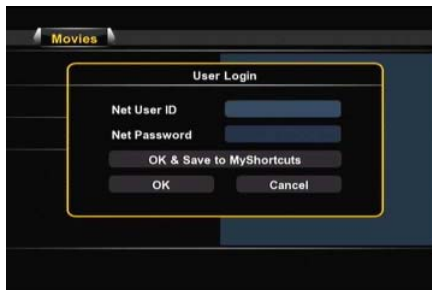 Movies
User Login
Net User ID
Net Password
OK & Save to MyShortcuts
OK Cancel